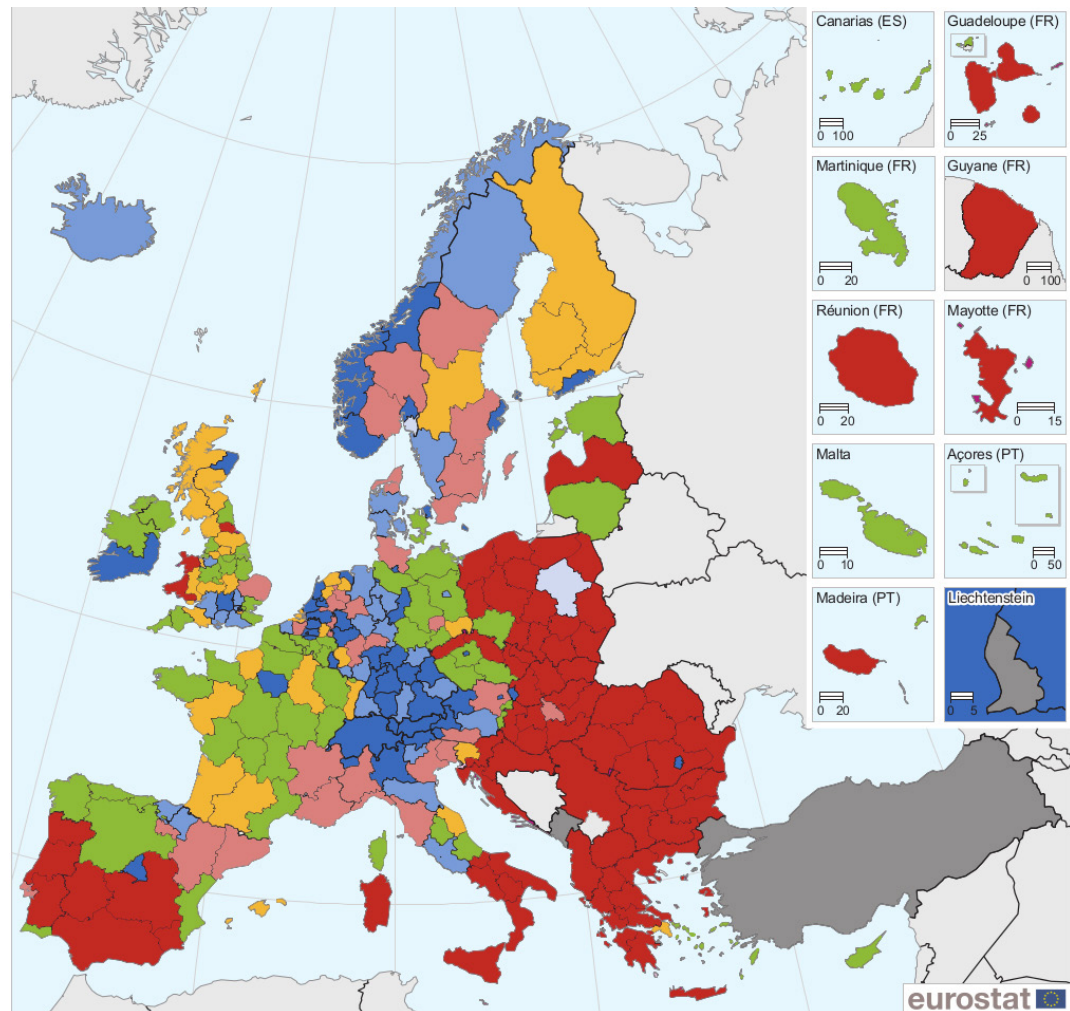 Canarias (ES)
0 100
Guadeloupe (FR)
0 25
Martinique (FR)
0 20
Guyane (FR)
0 100
Réunion (FR)
0 20
Mayotte (FR)
0 15
Malta
0 10
Açores (PT)
0 50
Madeira (PT)
0 20
Liechtenstein
0 5
eurostat